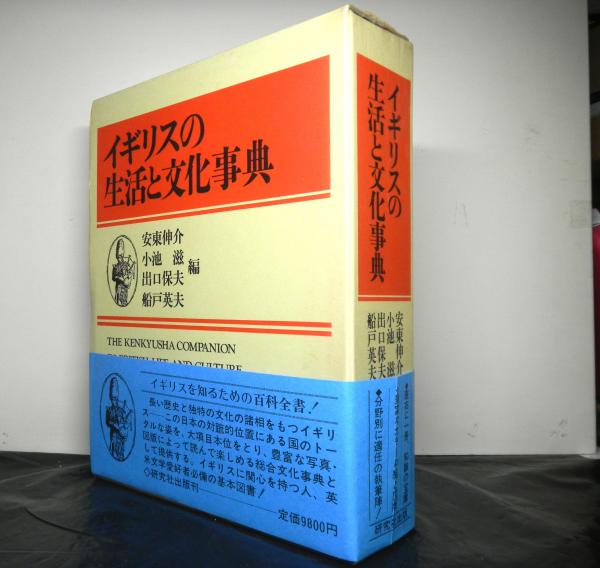 イギリスの
生活と文化事典
安東伸介
小池 滋
出口保夫
船戸英夫
編
THE KENKYUSHA COMPANION
TO BRITISH LIFE AND CULTURE
イギリスを知るための百科全書!
長い歴史と独特の文化の諸相をもつイギリ
ス――この日本の対蹠的位置にある国のトー
タルな姿を、大項目本位をとり、豊富な写真・
図版によって読んで楽しめる総合文化事典と
して提供する。イギリスに関心を持つ人、英
米文学愛好者必備の基本図書!
◇研究社出版刊
定価9800円
イギリスの
生活と文化事典
安東伸介
小池 滋
出口保夫
船戸英夫
◆分野別に適任の執筆陣!
研究社出版